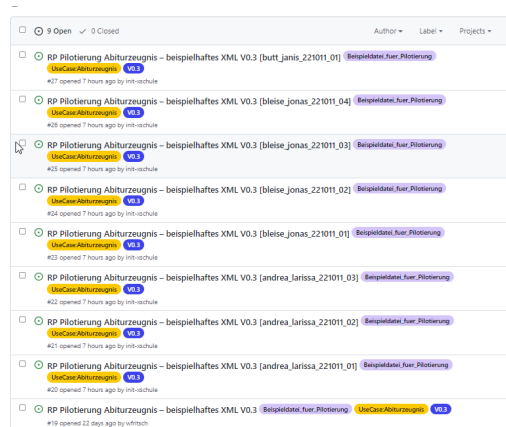 9 Open 0 Closed Author Label Projects
RP Pilotierung Abiturzeugnis – beispielhaftes XML V0.3 [butt_janis_221011_01] Beispieldatei_fuer_Pilotierung
UseCase:Abiturzeugnis V0.3
#27 opened 7 hours ago by init-xschule
RP Pilotierung Abiturzeugnis – beispielhaftes XML V0.3 [bleise_jonas_221011_04] Beispieldatei_fuer_Pilotierung
UseCase:Abiturzeugnis V0.3
#26 opened 7 hours ago by init-xschule
RP Pilotierung Abiturzeugnis – beispielhaftes XML V0.3 [bleise_jonas_221011_03] Beispieldatei_fuer_Pilotierung
UseCase:Abiturzeugnis V0.3
#25 opened 7 hours ago by init-xschule
RP Pilotierung Abiturzeugnis – beispielhaftes XML V0.3 [bleise_jonas_221011_02] Beispieldatei_fuer_Pilotierung
UseCase:Abiturzeugnis V0.3
#24 opened 7 hours ago by init-xschule
RP Pilotierung Abiturzeugnis – beispielhaftes XML V0.3 [bleise_jonas_221011_01] Beispieldatei_fuer_Pilotierung
UseCase:Abiturzeugnis V0.3
#23 opened 7 hours ago by init-xschule
RP Pilotierung Abiturzeugnis – beispielhaftes XML V0.3 [andrea_larissa_221011_03] Beispieldatei_fuer_Pilotierung
UseCase:Abiturzeugnis V0.3
#22 opened 7 hours ago by init-xschule
RP Pilotierung Abiturzeugnis – beispielhaftes XML V0.3 [andrea_larissa_221011_02] Beispieldatei_fuer_Pilotierung
UseCase:Abiturzeugnis V0.3
#21 opened 7 hours ago by init-xschule
RP Pilotierung Abiturzeugnis – beispielhaftes XML V0.3 [andrea_larissa_221011_01] Beispieldatei_fuer_Pilotierung
UseCase:Abiturzeugnis V0.3
#20 opened 7 hours ago by init-xschule
RP Pilotierung Abiturzeugnis – beispielhaftes XML V0.3 Beispieldatei_fuer_Pilotierung UseCase:Abiturzeugnis V0.3
#19 opened 22 days ago by wfritsch